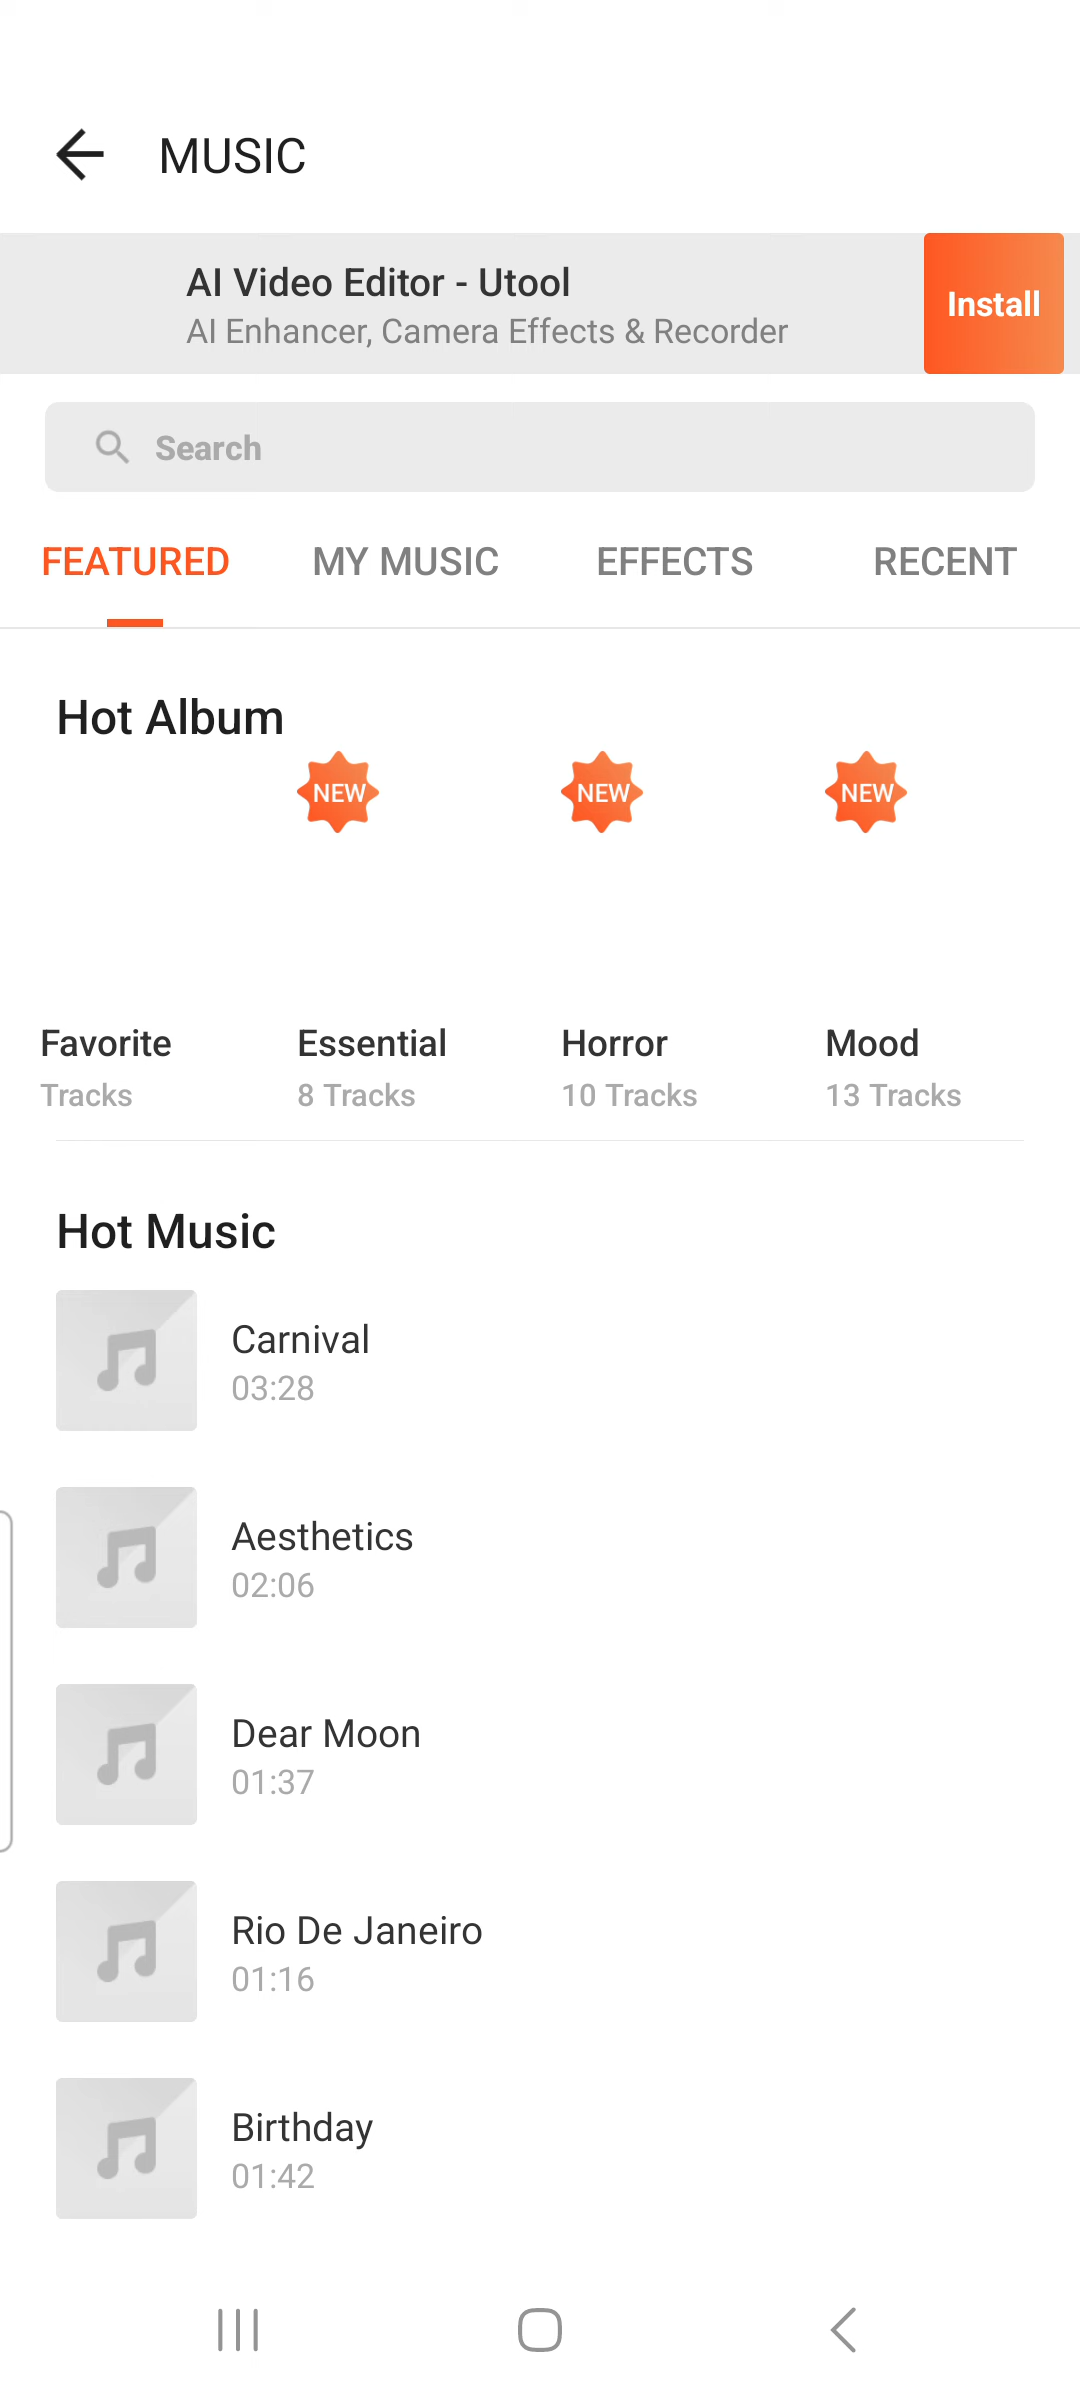 MUSIC
AI Video Editor - Utool
AI Enhancer, Camera Effects & Recorder
Install
Search
FEATURED MY MUSIC EFFECTS RECENT
Hot Album
NEW NEW NEW
Favorite Essential Horror Mood
Tracks 8 Tracks 10 Tracks 13 Tracks
Hot Music
Carnival
03:28
Aesthetics
02:06
Dear Moon
01:37
Rio De Janeiro
01:16
Birthday
01:42